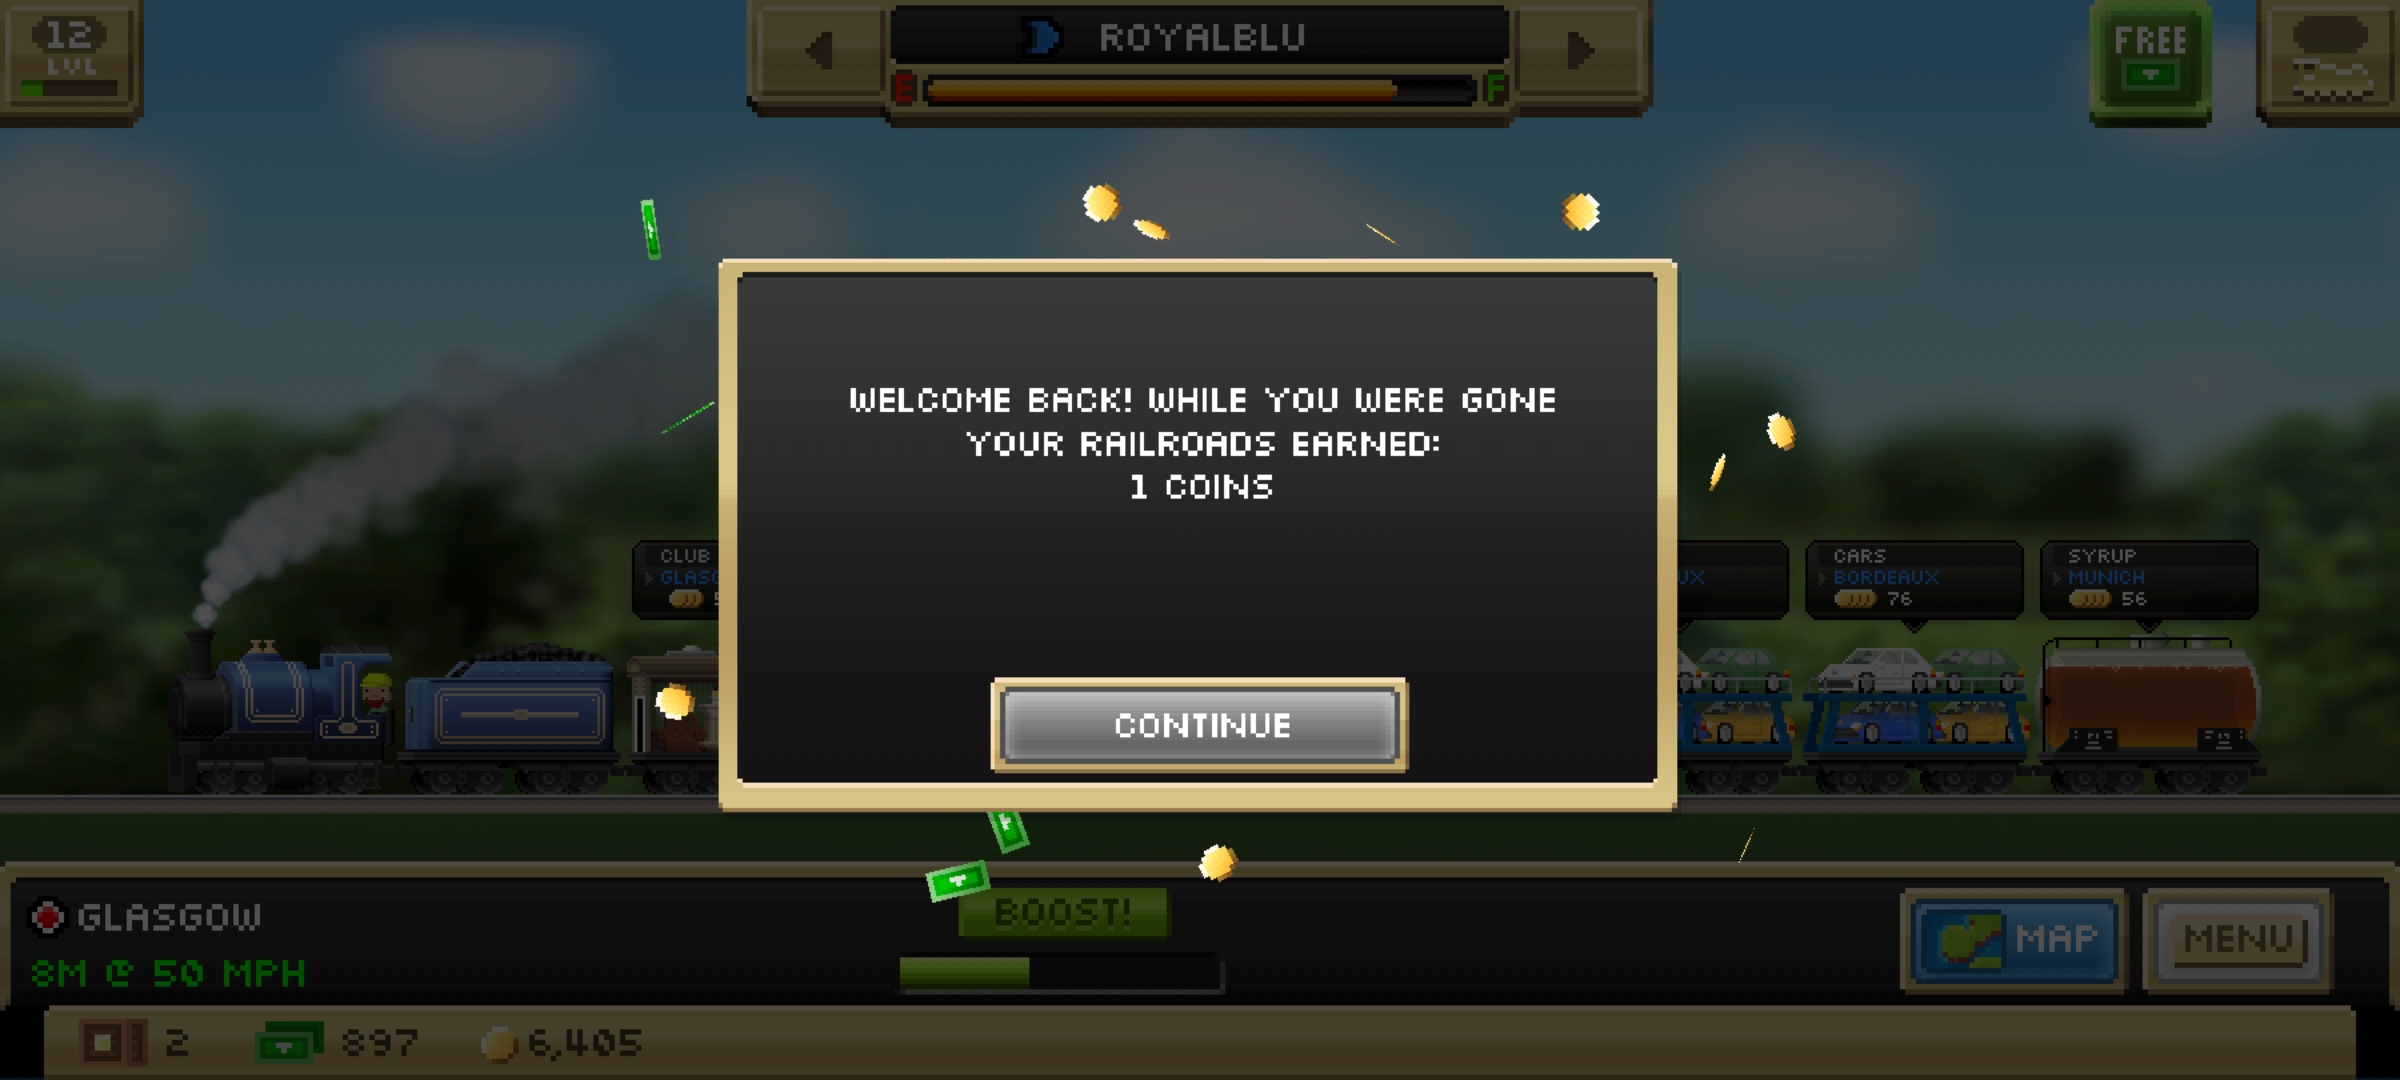 12
LVL
ROYALBLU
E F
FREE
WELCOME BACK! WHILE YOU WERE GONE
YOUR RAILROADS EARNED:
1 COINS
CONTINUE
CLUB
CARS
BORDEAUX
76
SYRUP
MUNICH
56
GLASGOW
8M @ 50 MPH
BOOST!
MAP
MENU
2 897 6,405